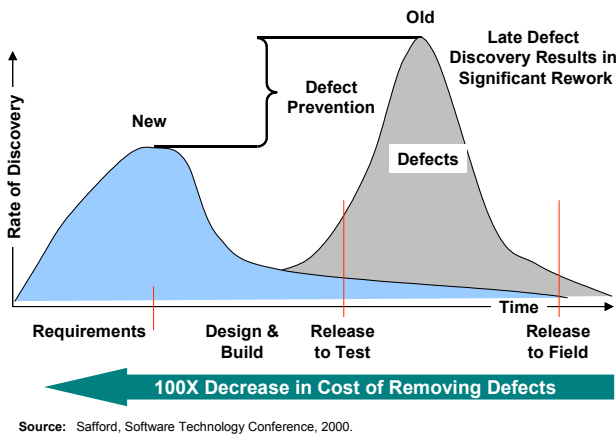 Old
Late Defect
Discovery Results in
Significant Rework
Defect
Prevention
New
Defects
Rate of Discovery
Time
Requirements
Design &
Build
Release
to Test
Release
to Field
100X Decrease in Cost of Removing Defects
Source: Safford, Software Technology Conference, 2000.